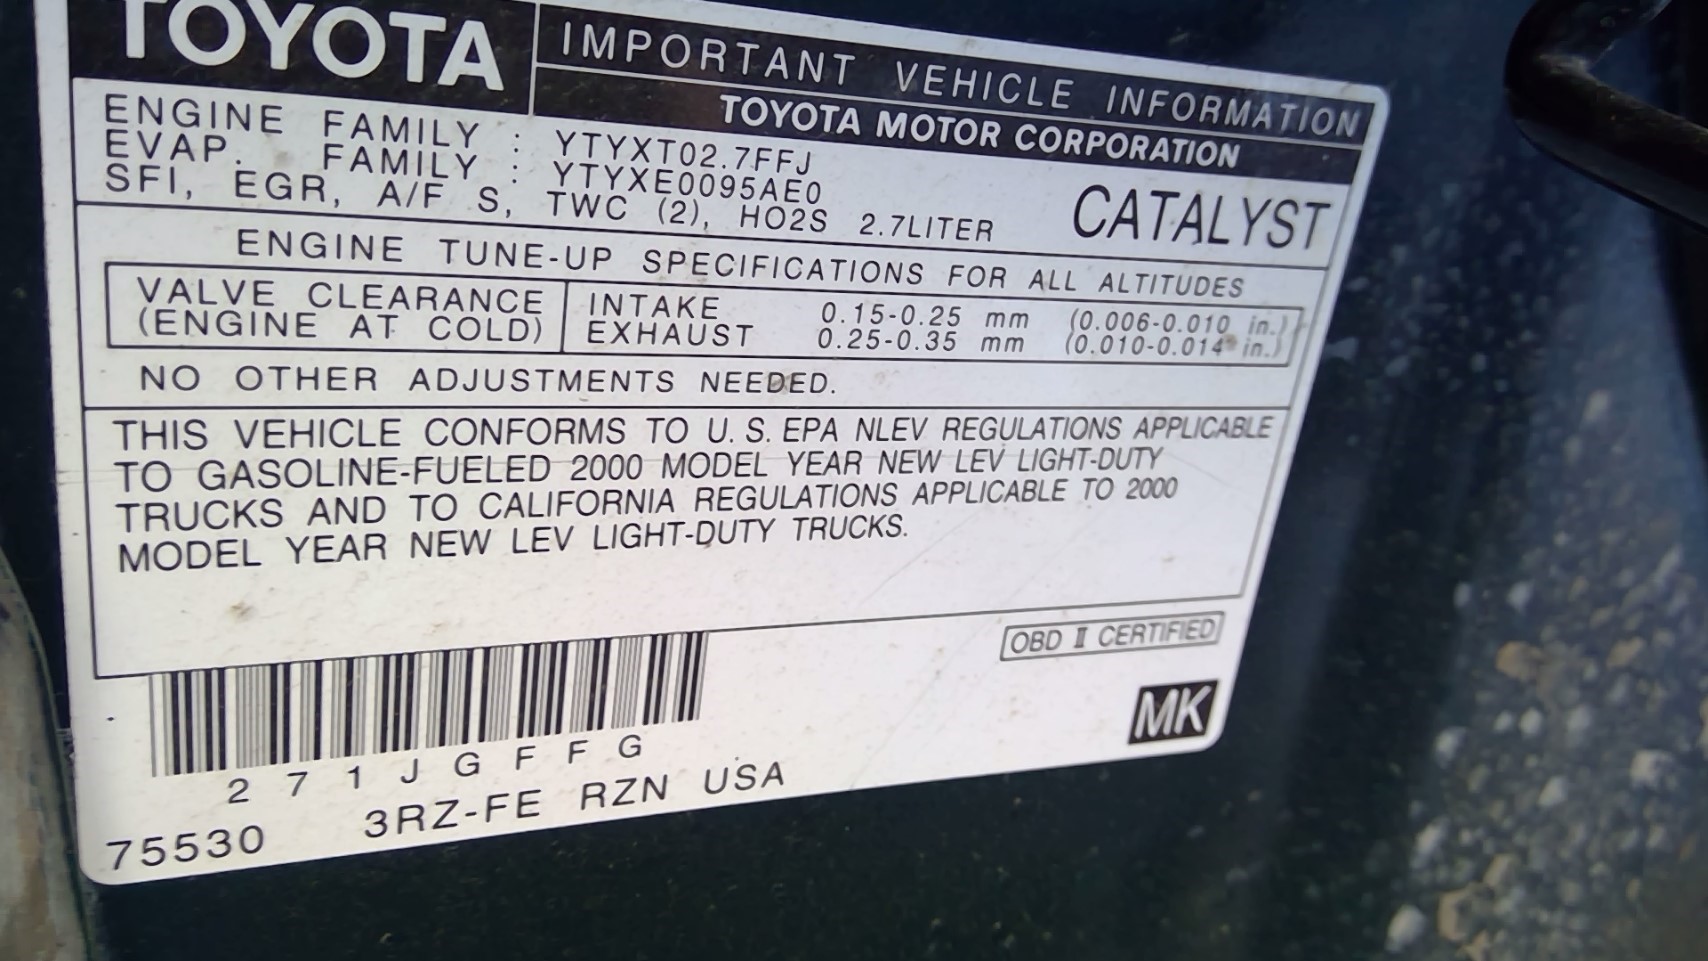 TOYOTA
IMPORTANT VEHICLE INFORMATION
TOYOTA MOTOR CORPORATION
ENGINE FAMILY : YTYXT02.7FFJ
EVAP. FAMILY : YTYXE0095AE0
SFI, EGR, A/F S, TWC (2), HO2S 2.7LITER
CATALYST
ENGINE TUNE-UP SPECIFICATIONS FOR ALL ALTITUDES
VALVE CLEARANCE
(ENGINE AT COLD)
INTAKE 0.15-0.25 mm (0.006-0.010 in.)
EXHAUST 0.25-0.35 mm (0.010-0.014 in.)
NO OTHER ADJUSTMENTS NEEDED.
THIS VEHICLE CONFORMS TO U.S. EPA NLEV REGULATIONS APPLICABLE
TO GASOLINE-FUELED 2000 MODEL YEAR NEW LEV LIGHT-DUTY
TRUCKS AND TO CALIFORNIA REGULATIONS APPLICABLE TO 2000
MODEL YEAR NEW LEV LIGHT-DUTY TRUCKS.
OBD II CERTIFIED
MK
271JGFFG
75530 3RZ-FE RZN USA